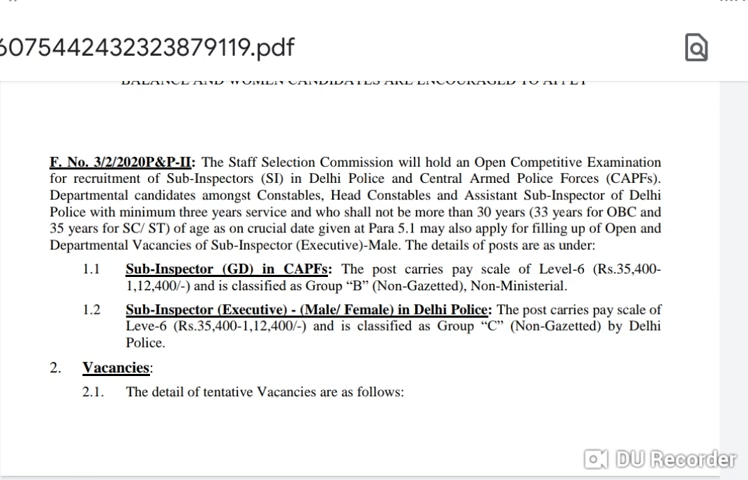 6075442432323879119.pdf
BALANCE AND WOMEN CANDIDATES ARE ENCOURAGED TO APPLY
F. No. 3/2/2020P&P-II: The Staff Selection Commission will hold an Open Competitive Examination
for recruitment of Sub-Inspectors (SI) in Delhi Police and Central Armed Police Forces (CAPFs).
Departmental candidates amongst Constables, Head Constables and Assistant Sub-Inspector of Delhi
Police with minimum three years service and who shall not be more than 30 years (33 years for OBC and
35 years for SC/ ST) of age as on crucial date given at Para 5.1 may also apply for filling up of Open and
Departmental Vacancies of Sub-Inspector (Executive)-Male. The details of posts are as under:
1.1 Sub-Inspector (GD) in CAPFs: The post carries pay scale of Level-6 (Rs.35,400-
1,12,400/-) and is classified as Group “B” (Non-Gazetted), Non-Ministerial.
1.2 Sub-Inspector (Executive) - (Male/ Female) in Delhi Police: The post carries pay scale of
Leve-6 (Rs.35,400-1,12,400/-) and is classified as Group “C” (Non-Gazetted) by Delhi
Police.
2. Vacancies:
2.1. The detail of tentative Vacancies are as follows:
DU Recorder